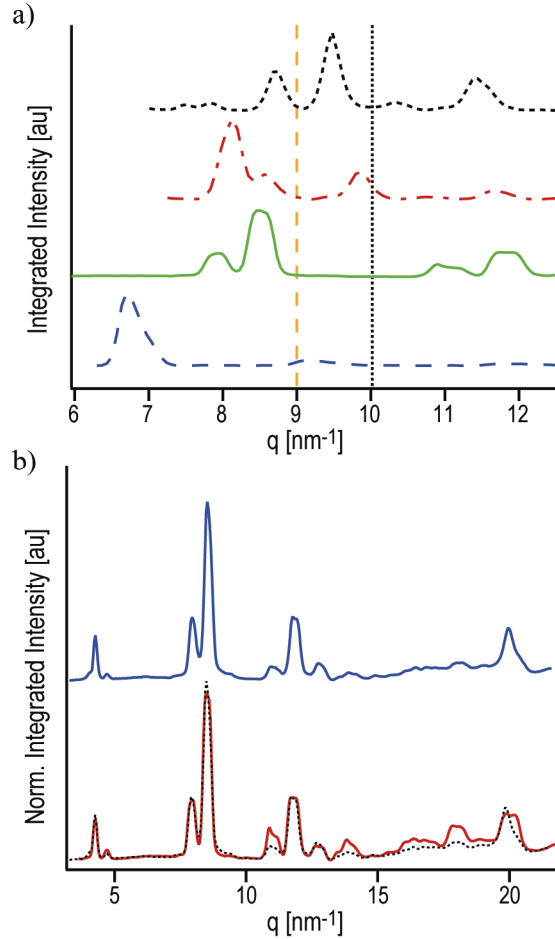 a)
Integrated Intensity [au]
6 7 8 9 10 11 12
q [nm⁻¹]
b)
Norm. Integrated Intensity [au]
5 10 15 20
q [nm⁻¹]